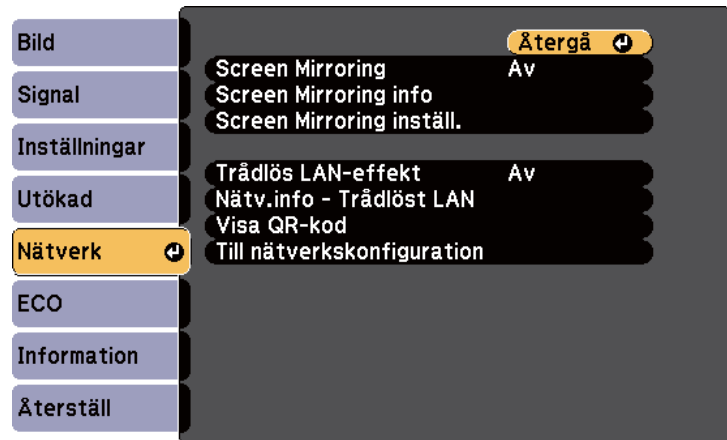 Bild
Signal
Inställningar
Utökad
Nätverk
ECO
Information
Återställ
Återgå
Screen Mirroring Av
Screen Mirroring info
Screen Mirroring inställ.
Trådlös LAN-effekt Av
Nätv.info - Trådlöst LAN
Visa QR-kod
Till nätverkskonfiguration